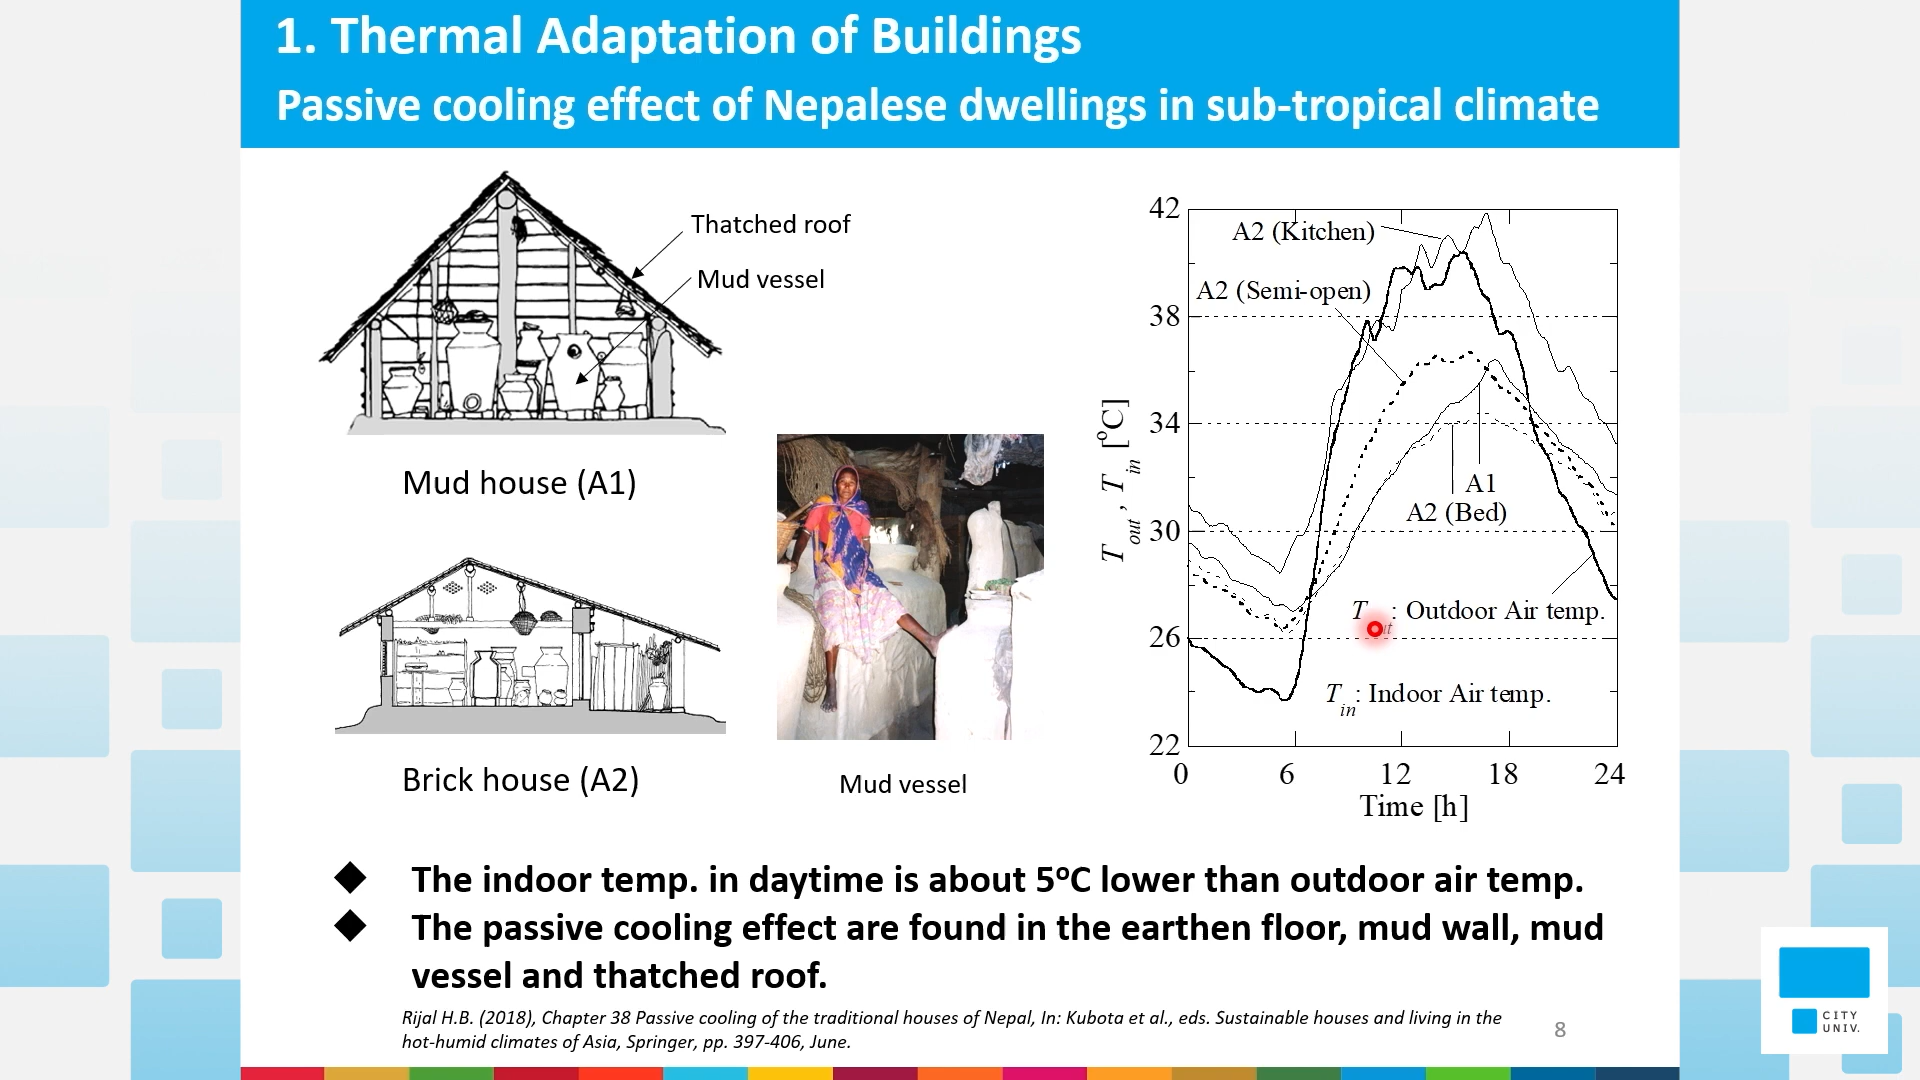 1. Thermal Adaptation of Buildings
Passive cooling effect of Nepalese dwellings in sub-tropical climate
Thatched roof
Mud vessel
Mud house (A1)
Brick house (A2)
Mud vessel
42
38
34
30
26
22
0 6 12 18 24
Time [h]
Tout , Tin [oC]
A2 (Kitchen)
A2 (Semi-open)
A1
A2 (Bed)
: Outdoor Air temp.
Tin: Indoor Air temp.
◆ The indoor temp. in daytime is about 5oC lower than outdoor air temp.
◆ The passive cooling effect are found in the earthen floor, mud wall, mud
vessel and thatched roof.
Rijal H.B. (2018), Chapter 38 Passive cooling of the traditional houses of Nepal, In: Kubota et al., eds. Sustainable houses and living in the
hot-humid climates of Asia, Springer, pp. 397-406, June.
8
CITY
UNIV.